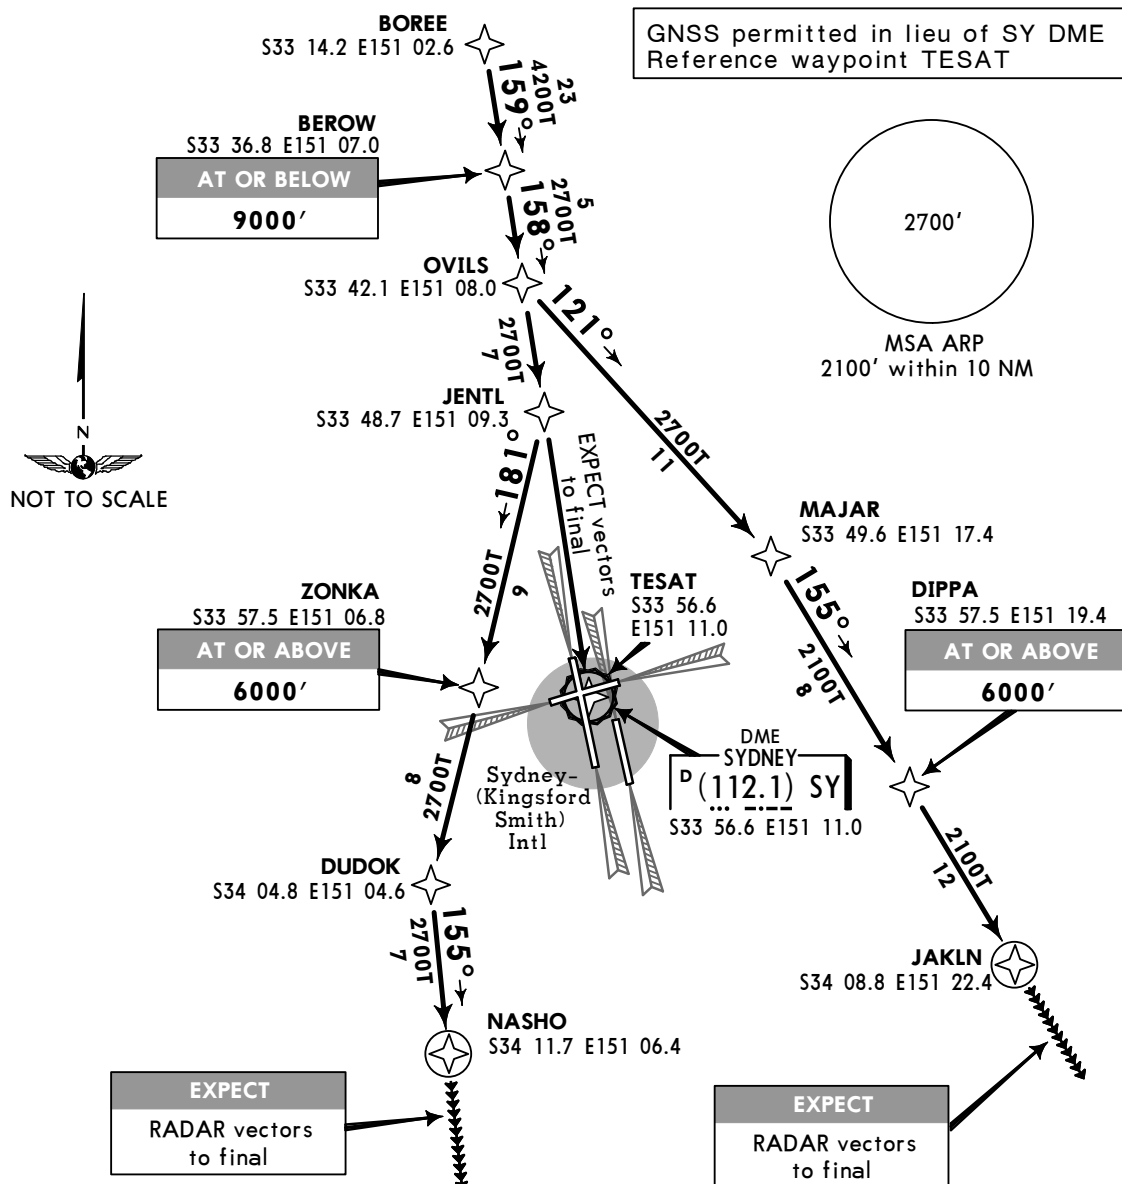 BOREE
S33 14.2 E151 02.6
GNSS permitted in lieu of SY DME
Reference waypoint TESAT
23
4200T
159°
BEROW
S33 36.8 E151 07.0
AT OR BELOW
9000'
5
2700T
158°
2700'
MSA ARP
2100' within 10 NM
OVILS
S33 42.1 E151 08.0
121°
2700T
7
2700T
11
JENTL
S33 48.7 E151 09.3
N
NOT TO SCALE
181°
2700T
9
EXPECT vectors
to final
MAJAR
S33 49.6 E151 17.4
155°
2100T
8
ZONKA
S33 57.5 E151 06.8
AT OR ABOVE
6000'
TESAT
S33 56.6
E151 11.0
DIPPA
S33 57.5 E151 19.4
AT OR ABOVE
6000'
DME
SYDNEY
D (112.1) SY
S33 56.6 E151 11.0
Sydney-
(Kingsford
Smith)
Intl
8
2700T
2100T
12
DUDOK
S34 04.8 E151 04.6
155°
2700T
7
JAKLN
S34 08.8 E151 22.4
NASHO
S34 11.7 E151 06.4
EXPECT
RADAR vectors
to final
EXPECT
RADAR vectors
to final